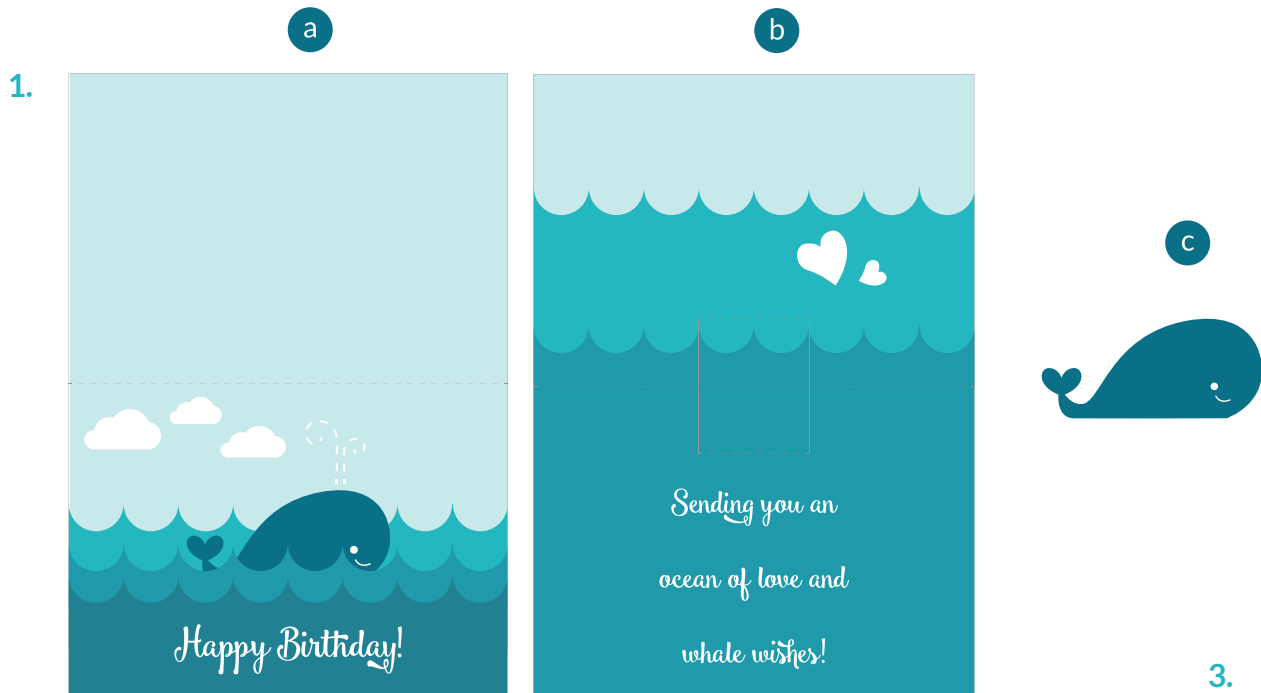 a
b
1.
c
Happy Birthday!
Sending you an
ocean of love and
whale wishes!
3.